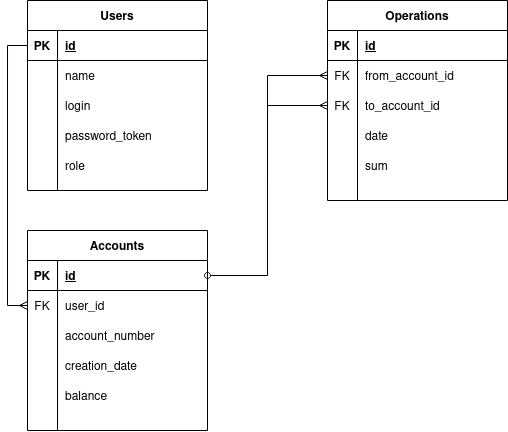 Users
PK id
name
login
password_token
role
Operations
PK id
FK from_account_id
FK to_account_id
date
sum
Accounts
PK id
FK user_id
account_number
creation_date
balance